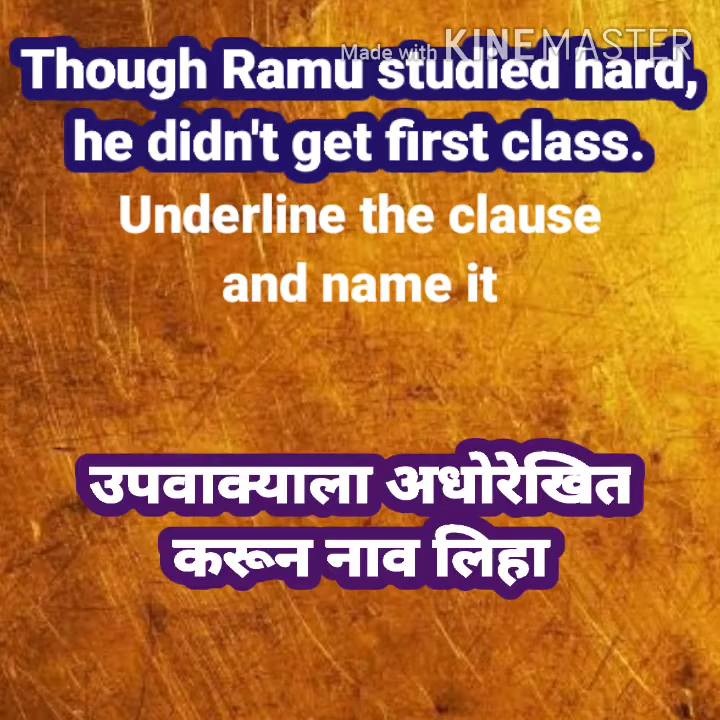 Made with KINEMASTER
Though Ramu studied hard,
he didn't get first class.
Underline the clause
and name it
उपवाक्याला अधोरेखित
करून नाव लिहा